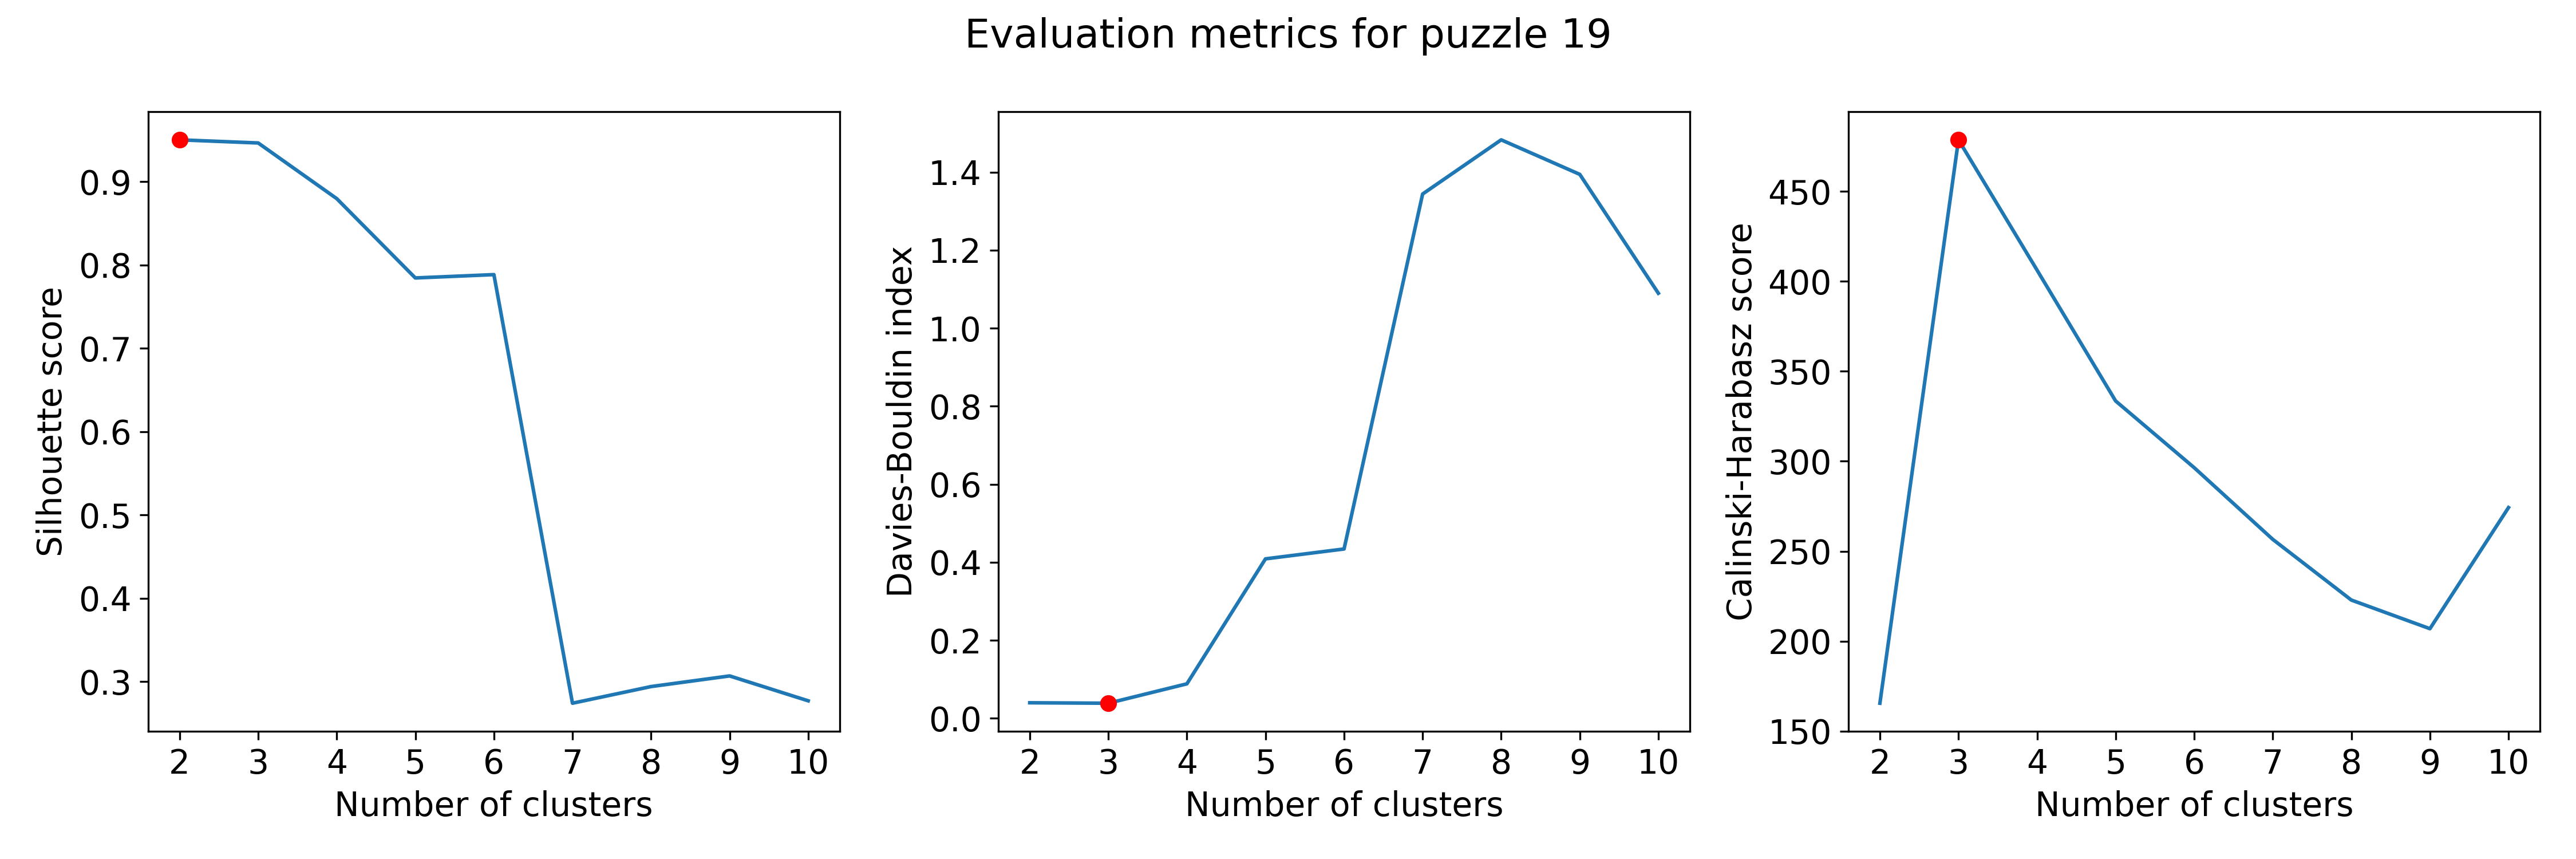 Evaluation metrics for puzzle 19
Silhouette score
0.9
0.8
0.7
0.6
0.5
0.4
0.3
2 3 4 5 6 7 8 9 10
Number of clusters
Davies-Bouldin index
1.4
1.2
1.0
0.8
0.6
0.4
0.2
0.0
2 3 4 5 6 7 8 9 10
Number of clusters
Calinski-Harabasz score
450
400
350
300
250
200
150
2 3 4 5 6 7 8 9 10
Number of clusters